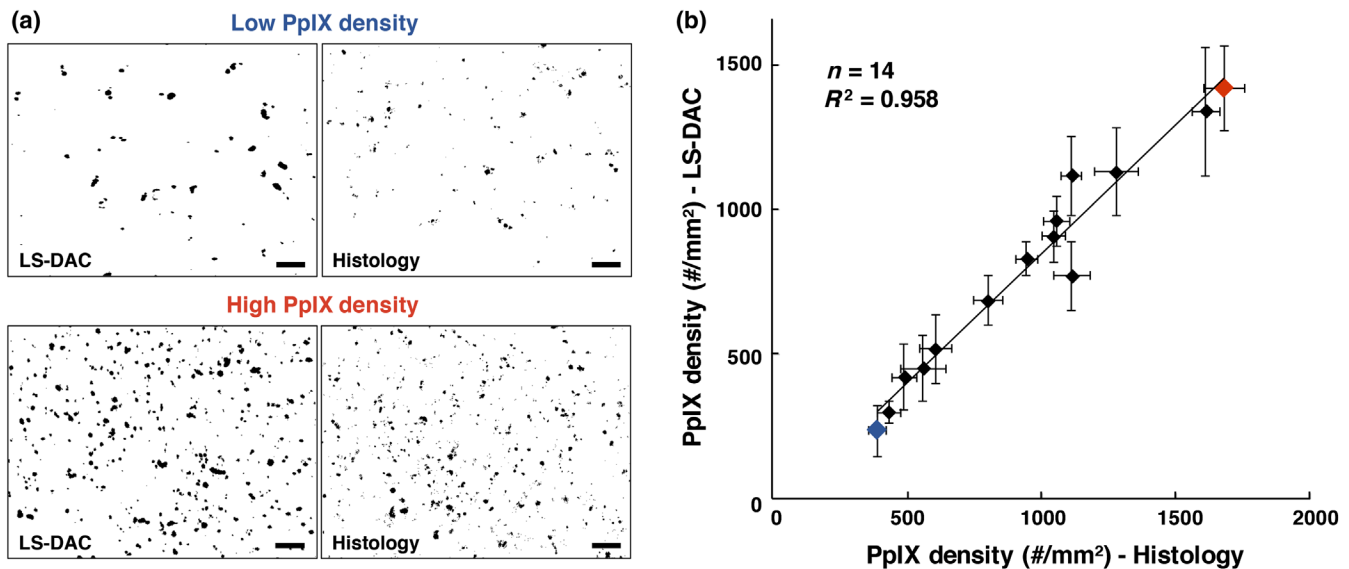 (a)
Low PpIX density
LS-DAC
Histology
High PpIX density
LS-DAC
Histology
(b)
n = 14
R² = 0.958
PpIX density (#/mm²) - LS-DAC
1500
1000
500
0
0
500
1000
1500
2000
PpIX density (#/mm²) - Histology